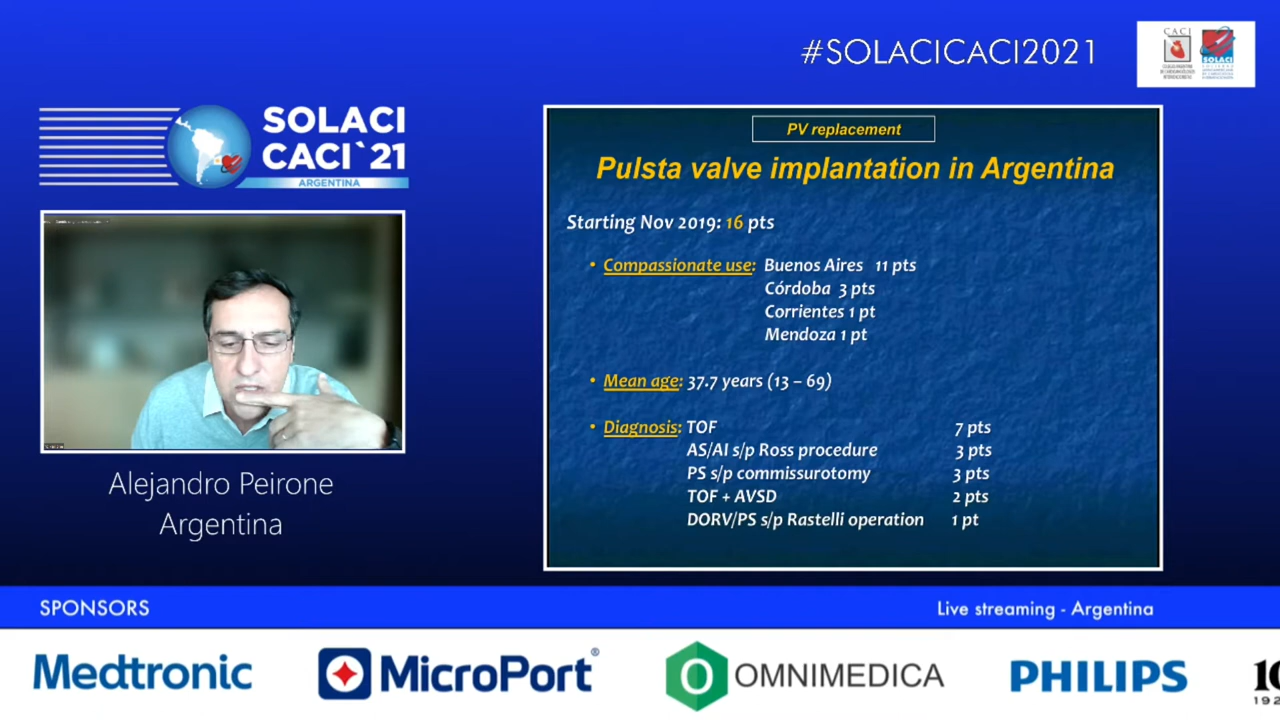 #SOLACICACI2021
CACI
SOLACI
SOLACI
CACI`21
ARGENTINA
PV replacement
Pulsta valve implantation in Argentina
Starting Nov 2019: 16 pts
• Compassionate use: Buenos Aires 11 pts
Córdoba 3 pts
Corrientes 1 pt
Mendoza 1 pt
• Mean age: 37.7 years (13 – 69)
• Diagnosis: TOF 7 pts
AS/AI s/p Ross procedure 3 pts
PS s/p commissurotomy 3 pts
TOF + AVSD 2 pts
DORV/PS s/p Rastelli operation 1 pt
Alejandro Peirone
Argentina
SPONSORS
Live streaming - Argentina
Medtronic
MicroPort®
OMNIMEDICA
PHILIPS